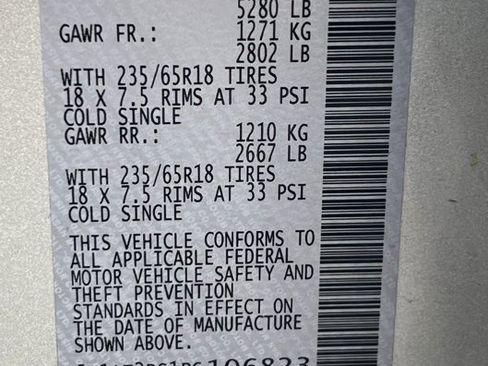 5280 LB
GAWR FR.: 1271 KG
2802 LB
WITH 235/65R18 TIRES
18 X 7.5 RIMS AT 33 PSI
COLD SINGLE
GAWR RR.: 1210 KG
2667 LB
WITH 235/65R18 TIRES
18 X 7.5 RIMS AT 33 PSI
COLD SINGLE
THIS VEHICLE CONFORMS TO
ALL APPLICABLE FEDERAL
MOTOR VEHICLE SAFETY AND
THEFT PREVENTION
STANDARDS IN EFFECT ON
THE DATE OF MANUFACTURE
SHOWN ABOVE.